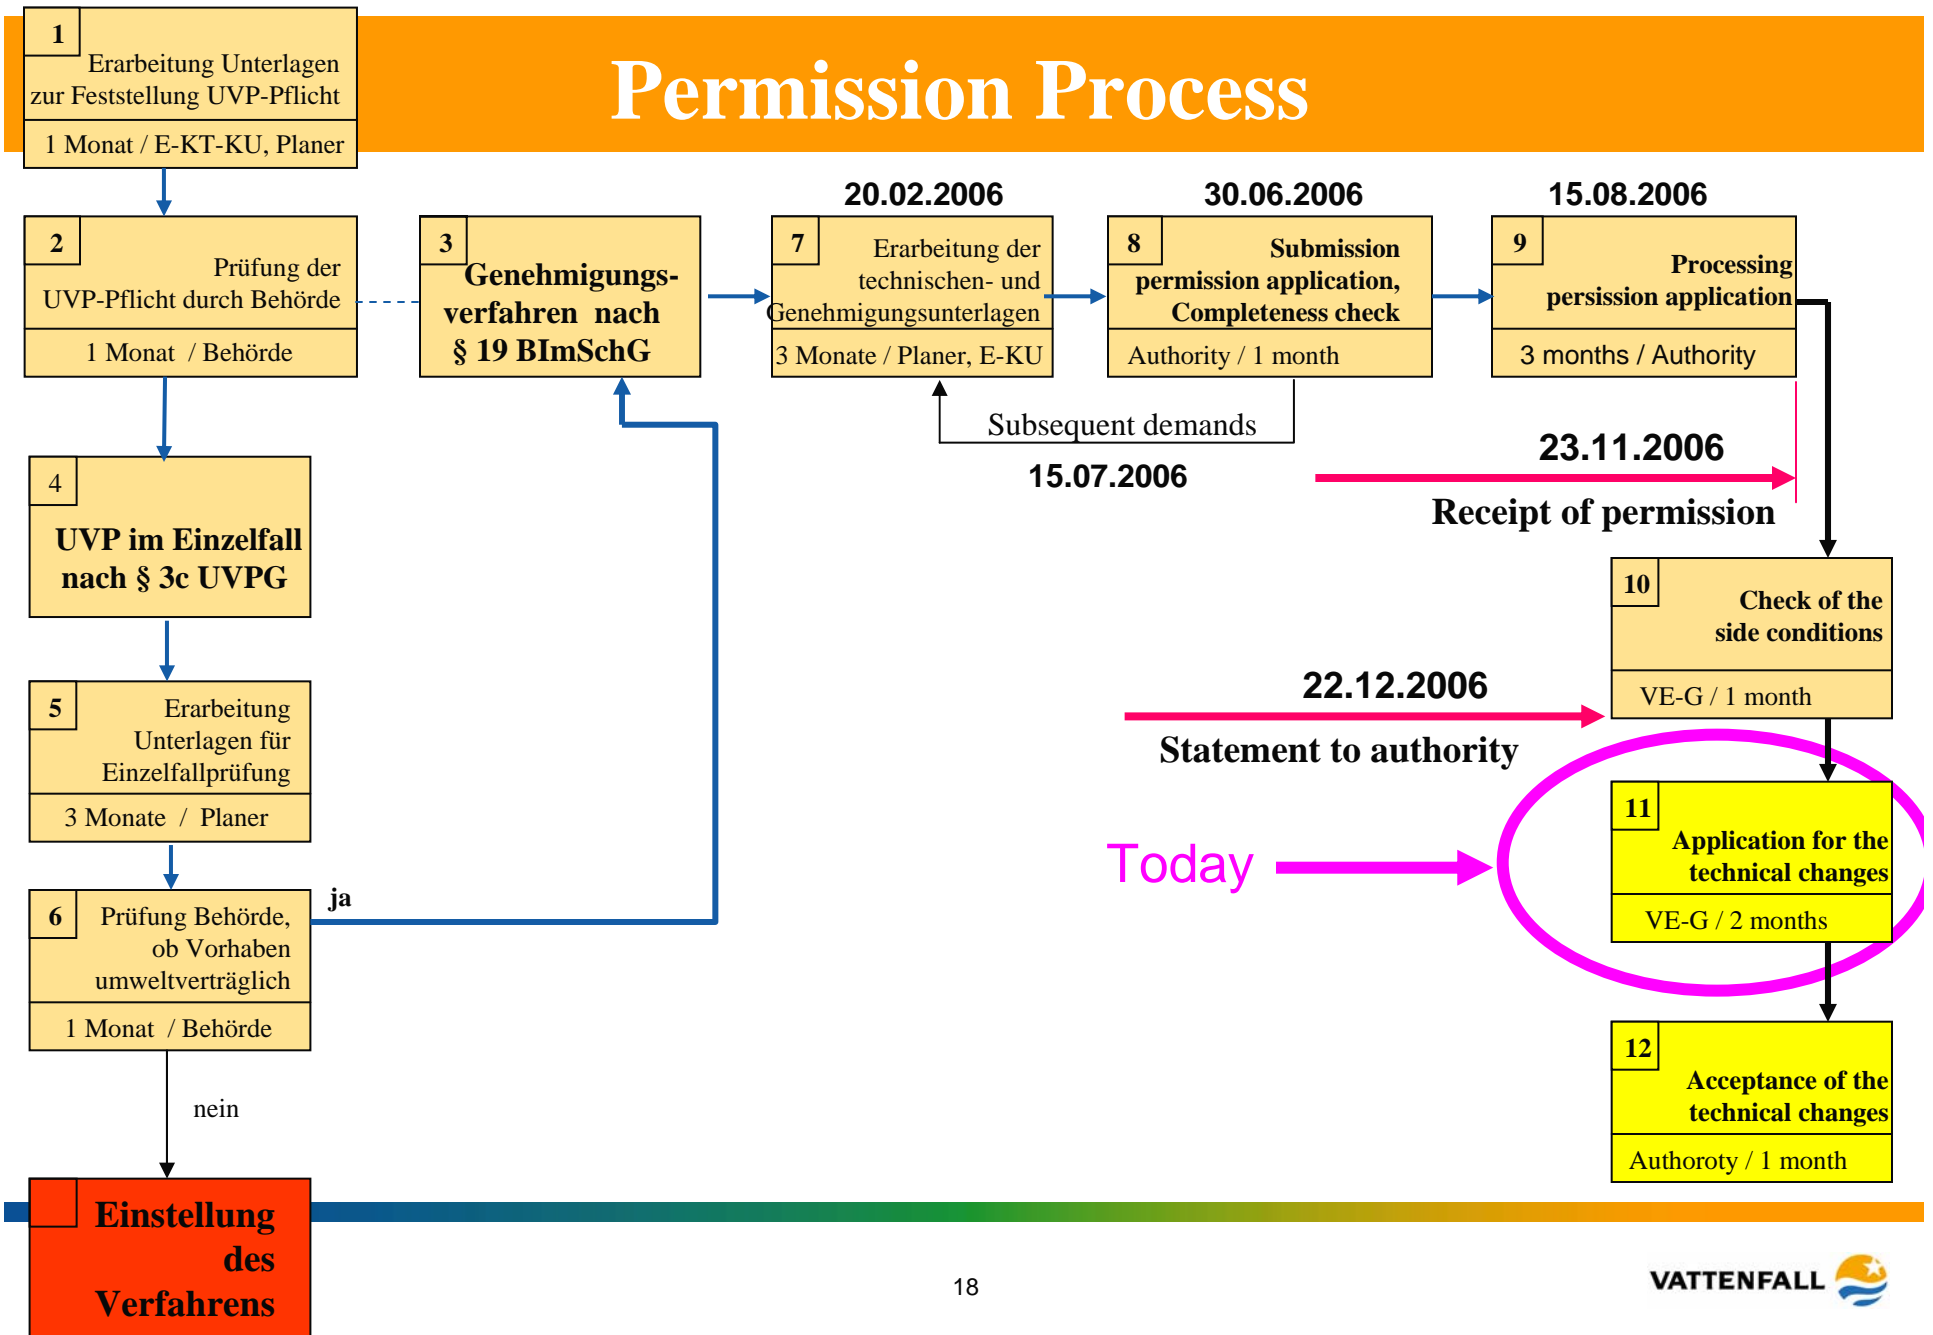 Permission Process
1
Erarbeitung Unterlagen
zur Feststellung UVP-Pflicht
1 Monat / E-KT-KU, Planer
2
Prüfung der
UVP-Pflicht durch Behörde
1 Monat / Behörde
3
Genehmigungs-
verfahren nach
§ 19 BImSchG
20.02.2006
7
Erarbeitung der
technischen- und
Genehmigungsunterlagen
3 Monate / Planer, E-KU
30.06.2006
8
Submission
permission application,
Completeness check
Authority / 1 month
15.08.2006
9
Processing
persission application
3 months / Authority
Subsequent demands
15.07.2006
23.11.2006
Receipt of permission
4
UVP im Einzelfall
nach § 3c UVPG
5
Erarbeitung
Unterlagen für
Einzelfallprüfung
3 Monate / Planer
6
Prüfung Behörde,
ob Vorhaben
umweltverträglich
1 Monat / Behörde
ja
nein
Einstellung
des
Verfahrens
10
Check of the
side conditions
VE-G / 1 month
22.12.2006
Statement to authority
Today
11
Application for the
technical changes
VE-G / 2 months
12
Acceptance of the
technical changes
Authoroty / 1 month
18
VATTENFALL